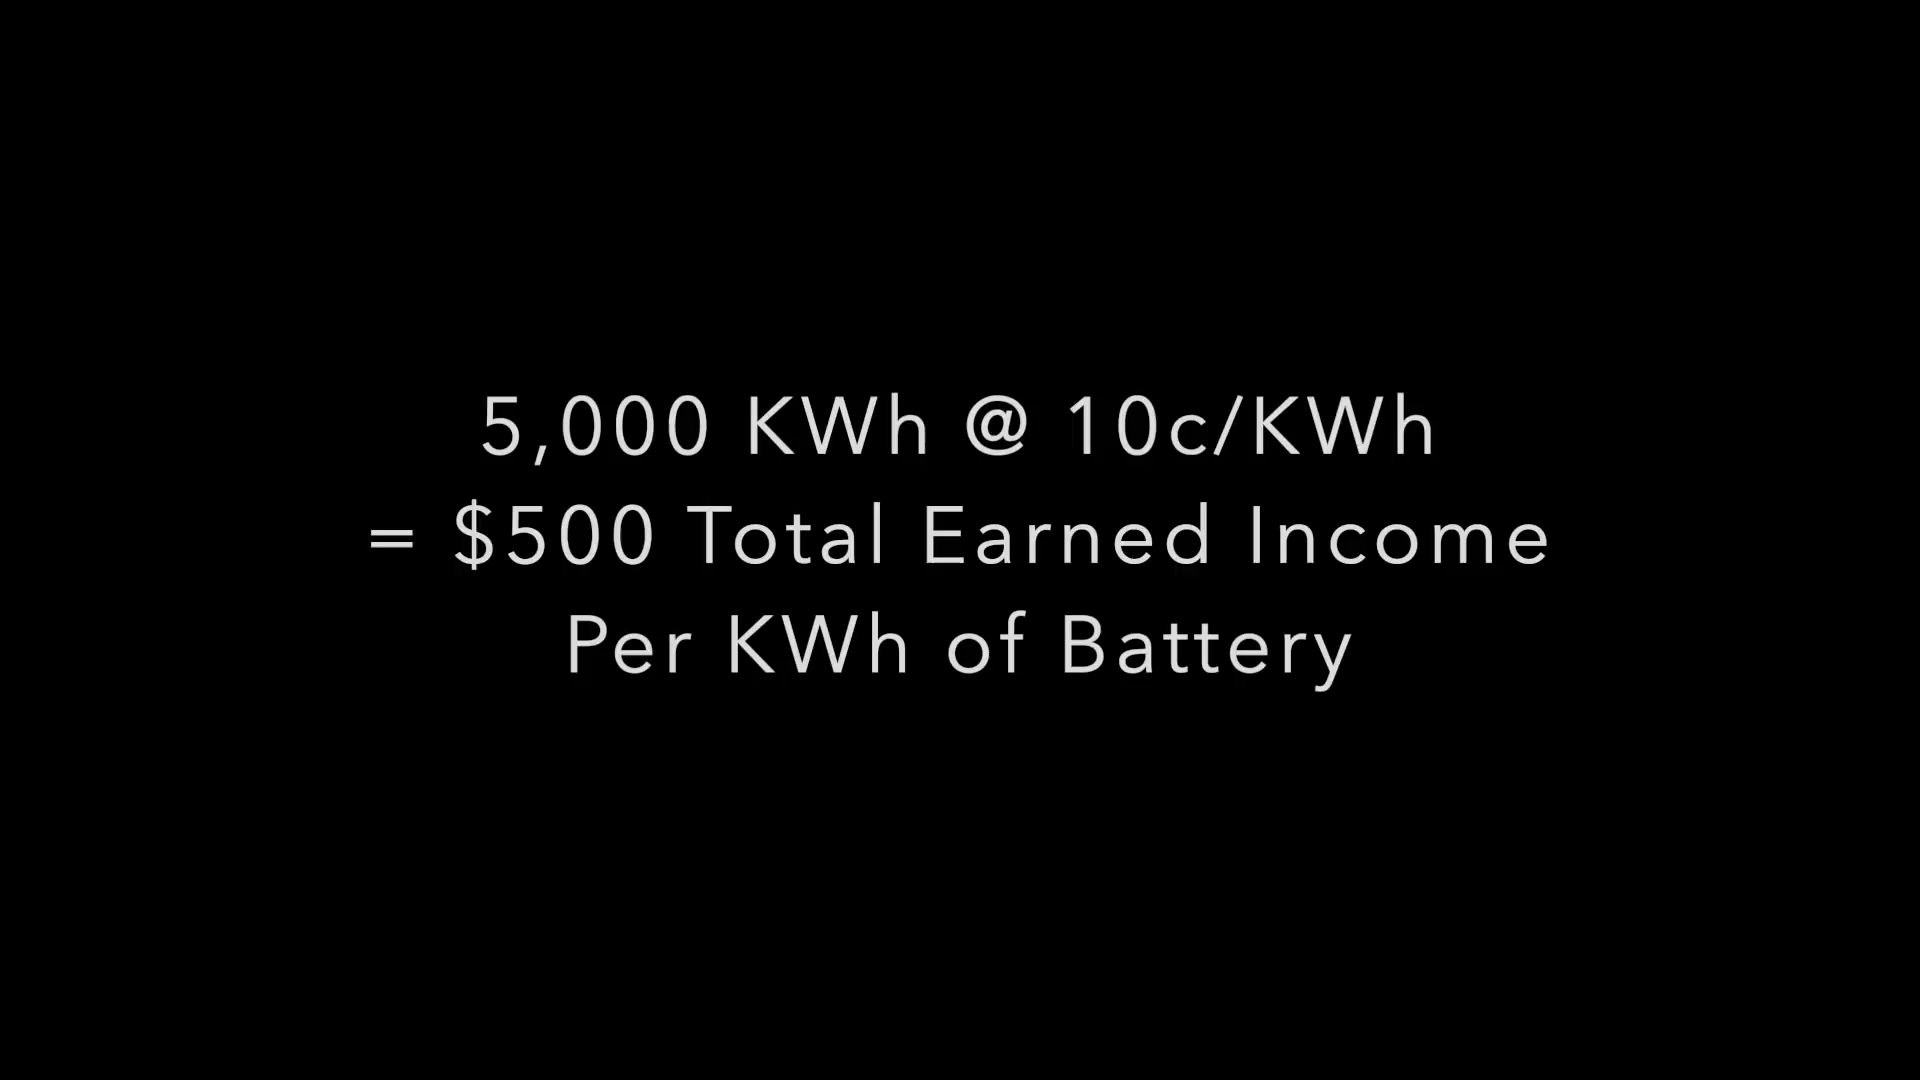 5,000 KWh @ 10c/KWh
= $500 Total Earned Income
Per KWh of Battery